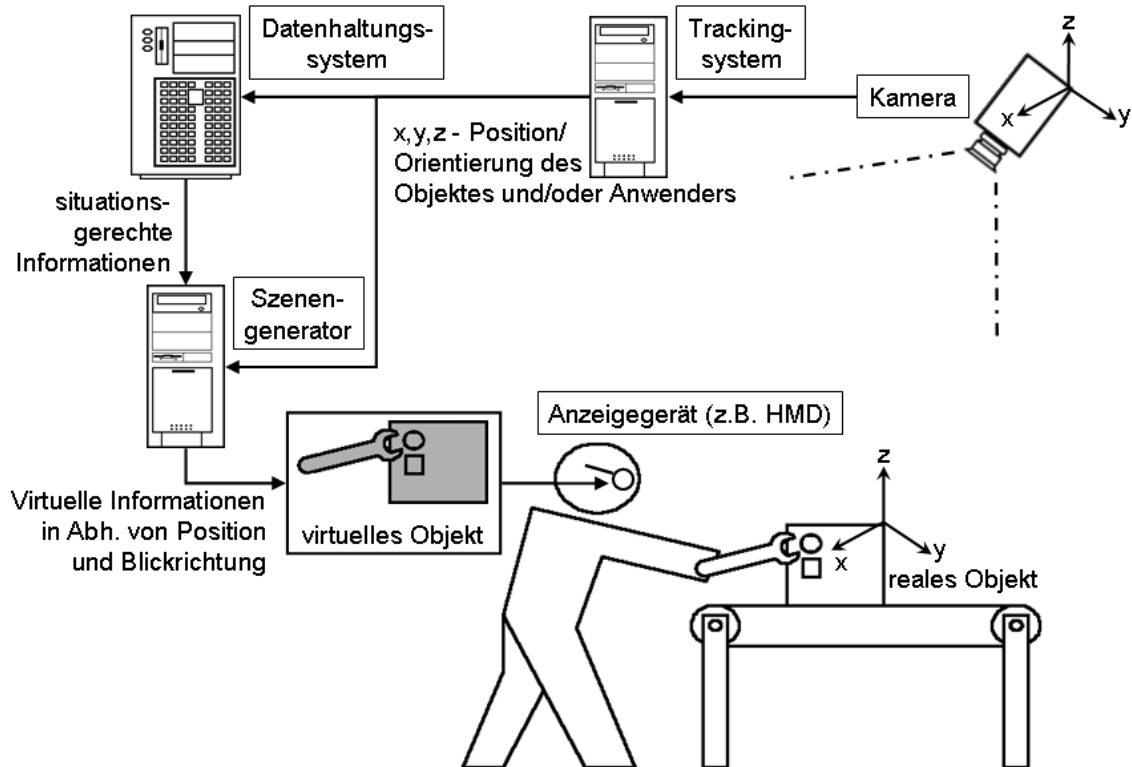 Datenhaltungs-
system
Tracking-
system
Kamera
z
x
y
x,y,z - Position/
Orientierung des
Objektes und/oder Anwenders
situations-
gerechte
Informationen
Szenen-
generator
Anzeigegerät (z.B. HMD)
Virtuelle Informationen
in Abh. von Position
und Blickrichtung
virtuelles Objekt
z
x
y
reales Objekt